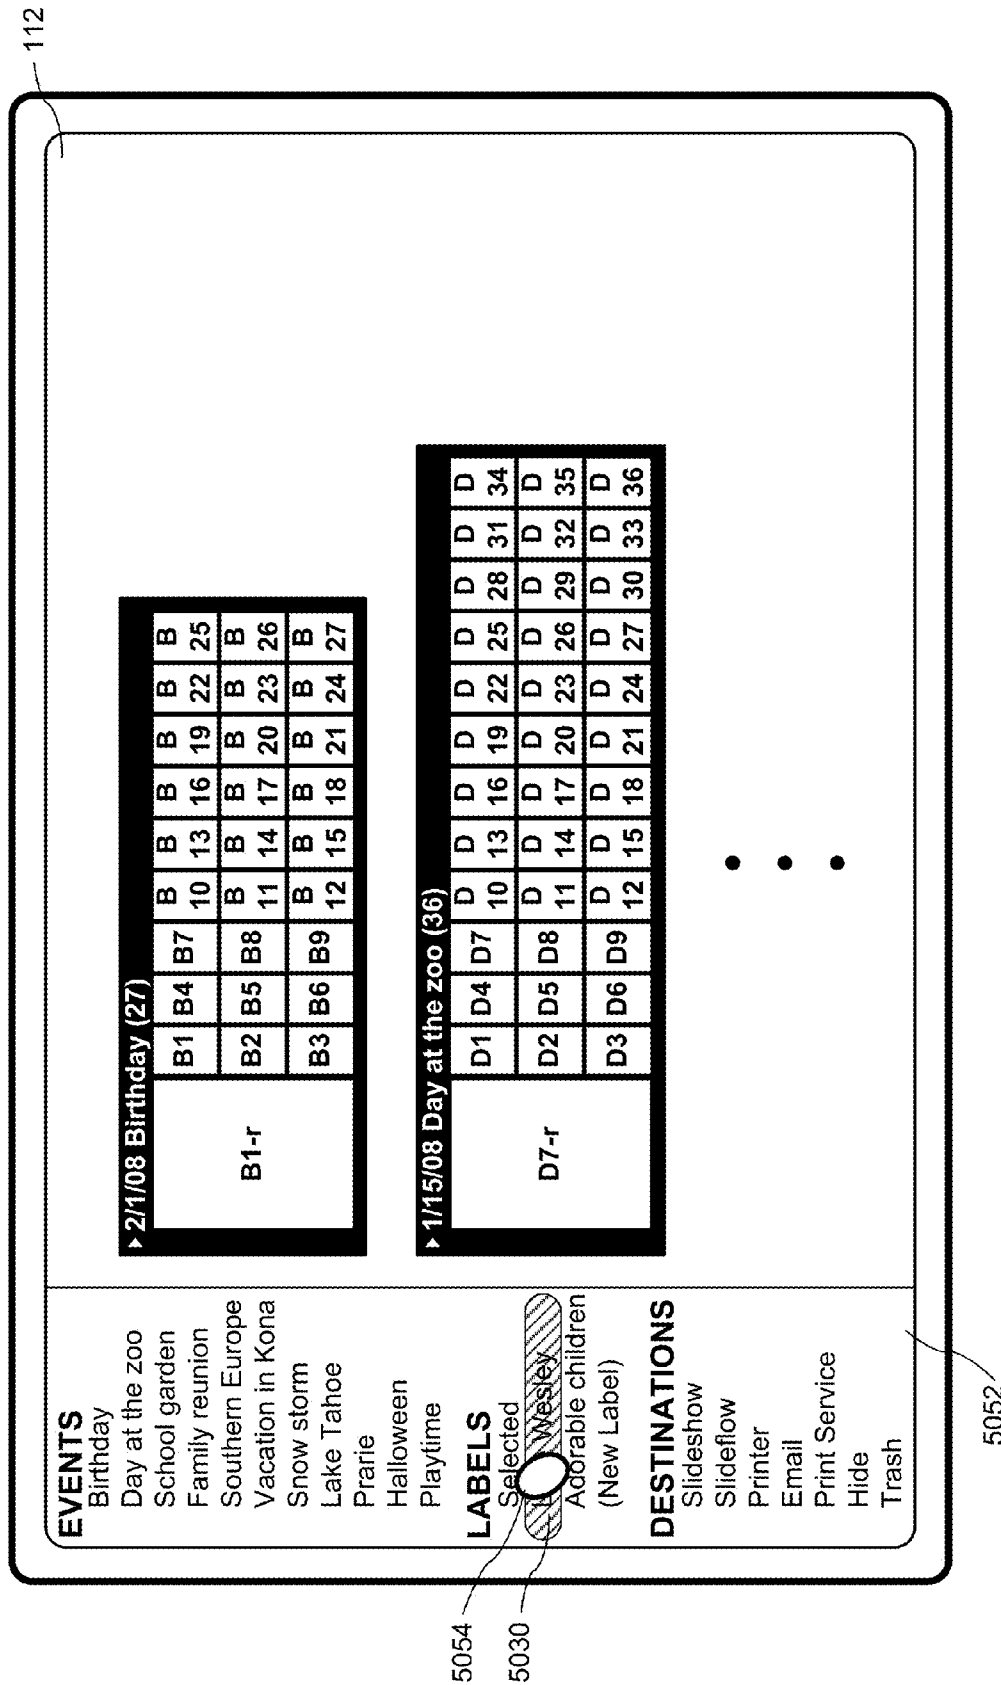 112
EVENTS
Birthday
Day at the zoo
School garden
Family reunion
Southern Europe
Vacation in Kona
Snow storm
Lake Tahoe
Prarie
Halloween
Playtime
LABELS
Selected
Wesley
Adorable children
(New Label)
DESTINATIONS
Slideshow
Slideflow
Printer
Email
Print Service
Hide
Trash
2/1/08 Birthday (27)
B1-r
B1 B4 B7 B 10 B 13 B 16 B 19 B 22 B 25
B2 B5 B8 B 11 B 14 B 17 B 20 B 23 B 26
B3 B6 B9 B 12 B 15 B 18 B 21 B 24 B 27
1/15/08 Day at the zoo (36)
D7-r
D1 D4 D7 D 10 D 13 D 16 D 19 D 22 D 25 D 28 D 31 D 34
D2 D5 D8 D 11 D 14 D 17 D 20 D 23 D 26 D 29 D 32 D 35
D3 D6 D9 D 12 D 15 D 18 D 21 D 24 D 27 D 30 D 33 D 36
5054
5030
5052